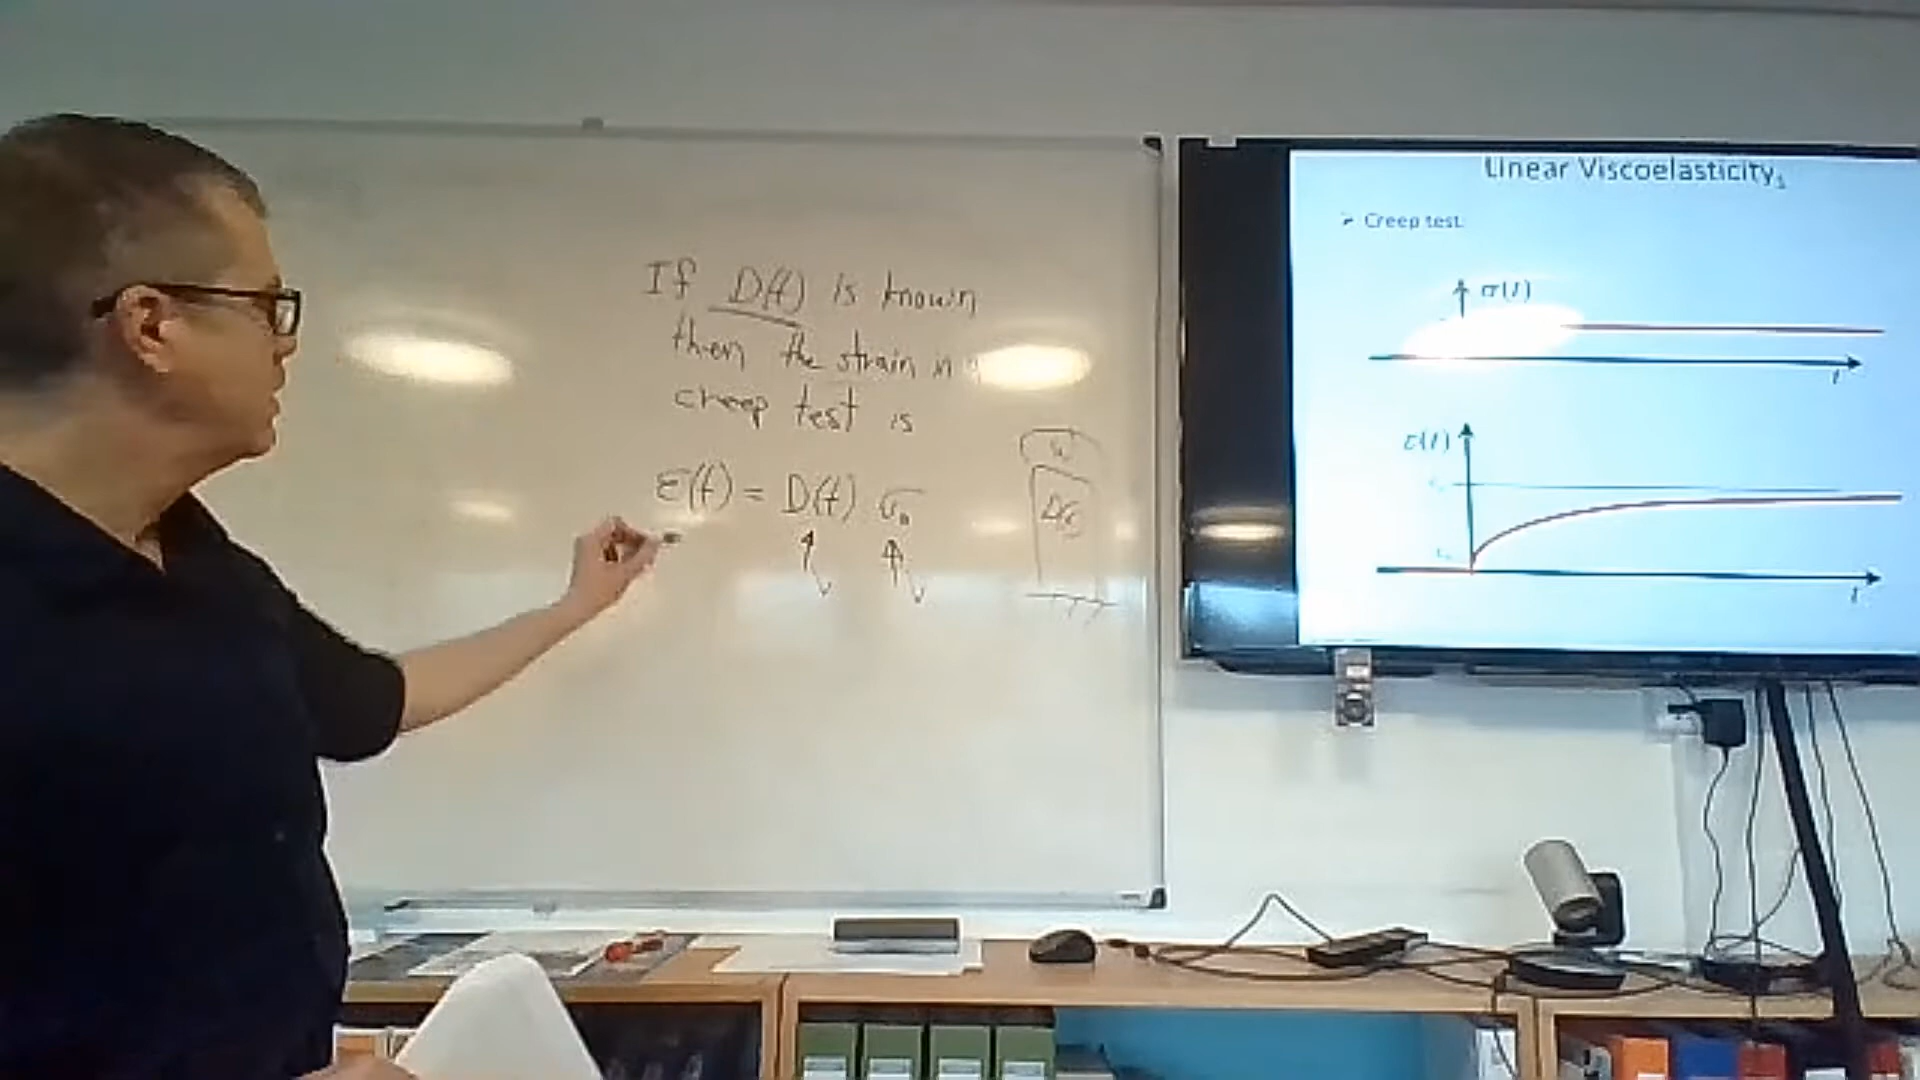 If D(t) is known
then the strain in
creep test is
ε(t) = D(t) σ₀
W
Linear Viscoelasticity
Creep test
σ(t)
t
ε(t)
t